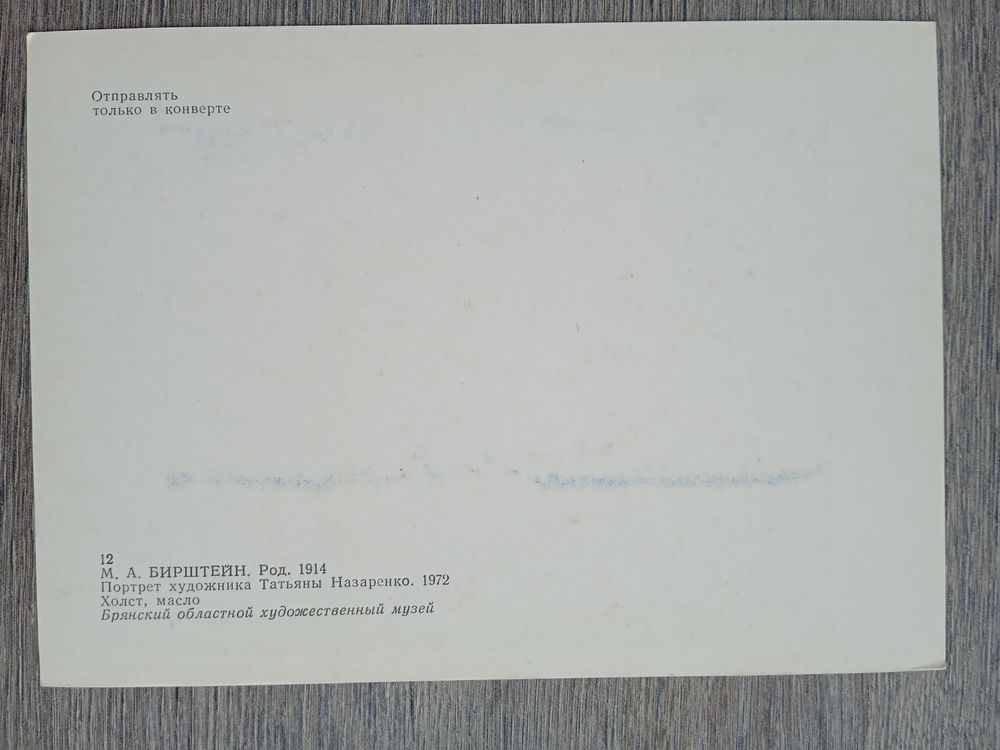 Отправлять
только в конверте
12
М. А. БИРШТЕЙН. Род. 1914
Портрет художника Татьяны Назаренко. 1972
Холст, масло
Брянский областной художественный музей